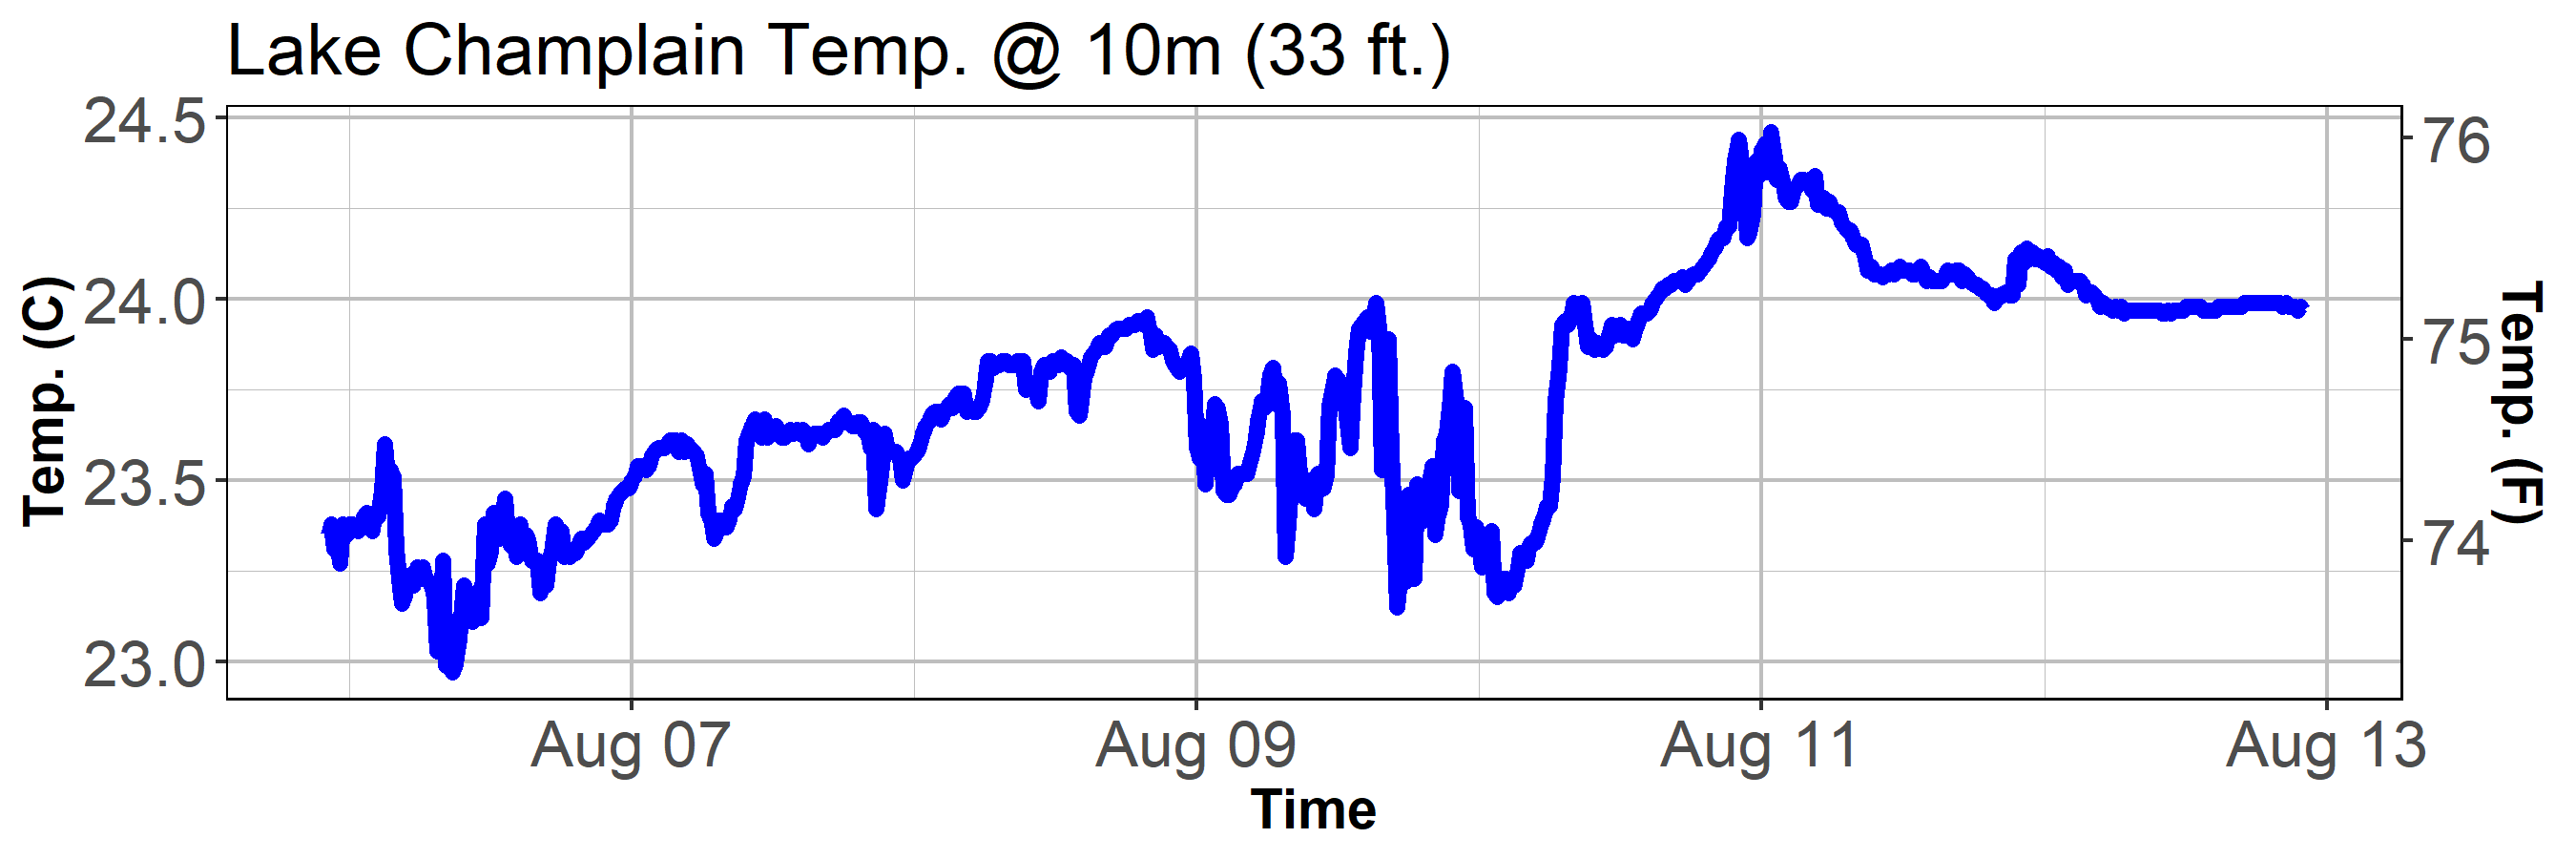 Lake Champlain Temp. @ 10m (33 ft.)
24.5
24.0
23.5
23.0
Temp. (C)
76
75
74
Temp. (F)
Aug 07 Aug 09 Aug 11 Aug 13
Time